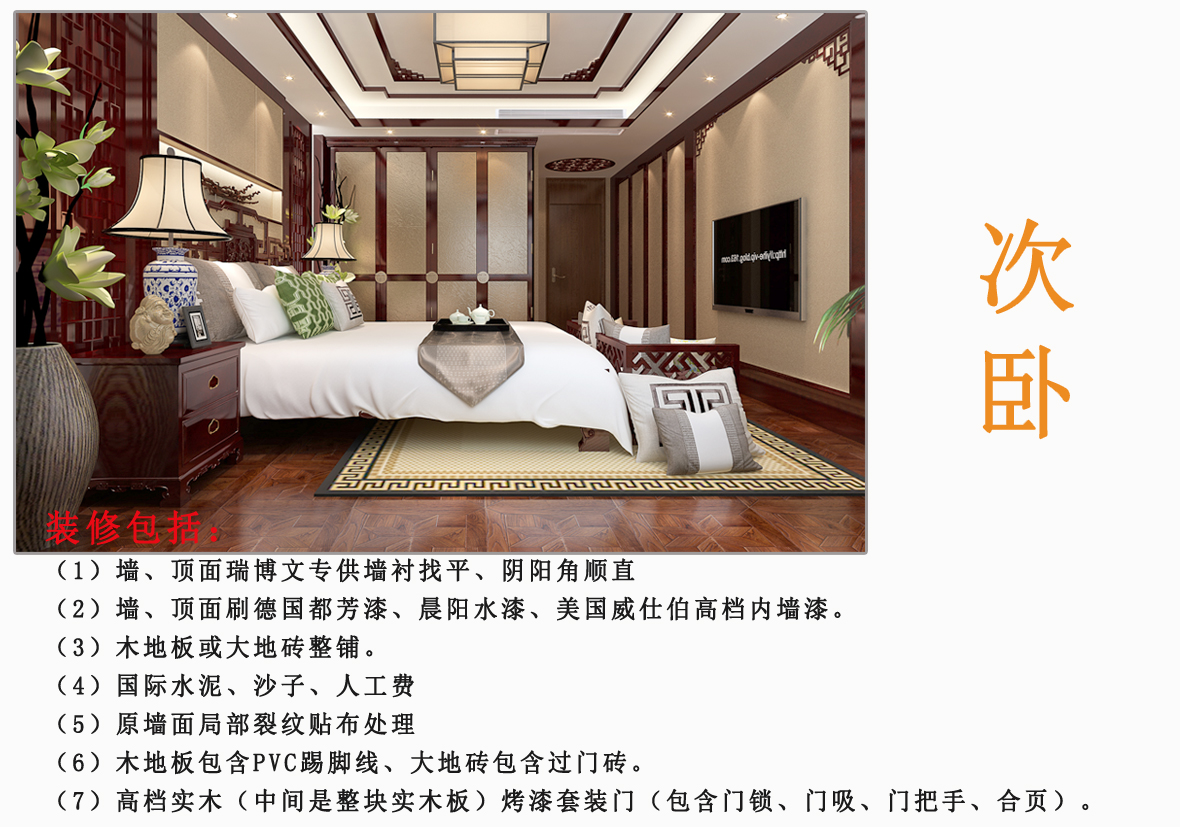 http://yihe-vip.blog.163.com
次卧
装修包括：
（1）墙、顶面瑞博文专供墙衬找平、阴阳角顺直
（2）墙、顶面刷德国都芳漆、晨阳水漆、美国威仕伯高档内墙漆。
（3）木地板或大地砖整铺。
（4）国际水泥、沙子、人工费
（5）原墙面局部裂纹贴布处理
（6）木地板包含PVC踢脚线、大地砖包含过门砖。
（7）高档实木（中间是整块实木板）烤漆套装门（包含门锁、门吸、门把手、合页）。